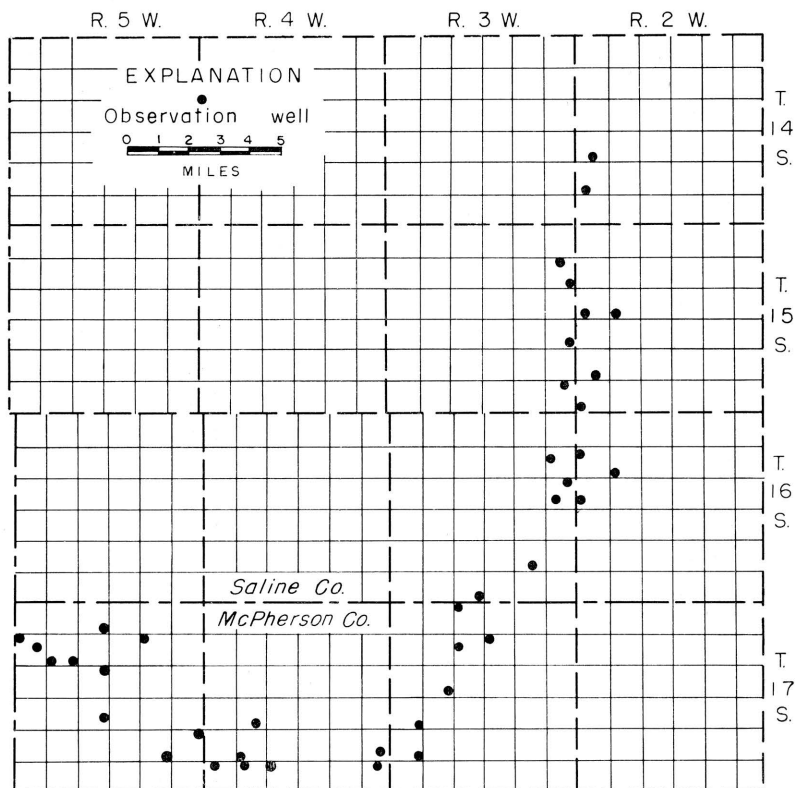 R. 5 W. R. 4 W. R. 3 W. R. 2 W.
EXPLANATION
Observation well
0 1 2 3 4 5
MILES
T.
14
S.
T.
15
S.
T.
16
S.
Saline Co.
McPherson Co.
T.
17
S.